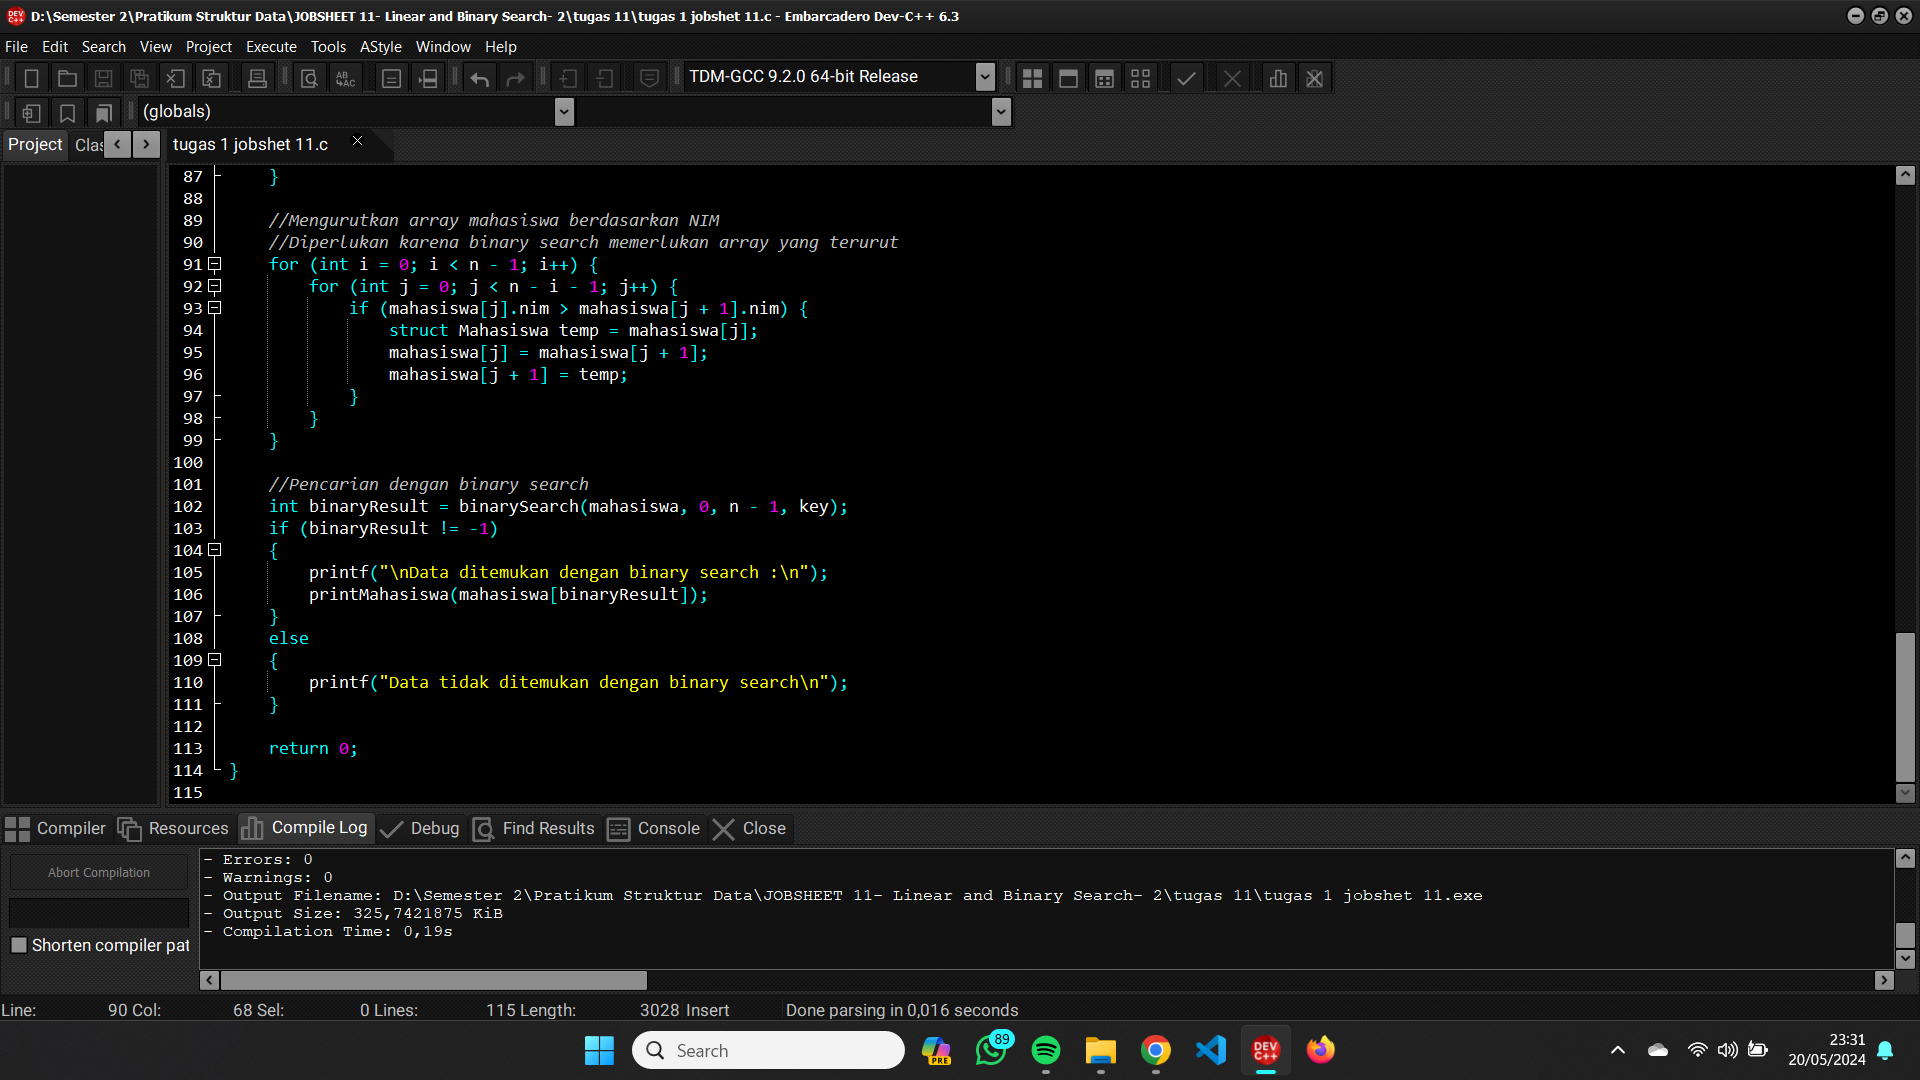 D:\Semester 2\Pratikum Struktur Data\JOBSHEET 11- Linear and Binary Search- 2\tugas 11\tugas 1 jobshet 11.c - Embarcadero Dev-C++ 6.3
File Edit Search View Project Execute Tools AStyle Window Help
TDM-GCC 9.2.0 64-bit Release
(globals)
Project Clas tugas 1 jobshet 11.c
87 }
88
89 //Mengurutkan array mahasiswa berdasarkan NIM
90 //Diperlukan karena binary search memerlukan array yang terurut
91 for (int i = 0; i < n - 1; i++) {
92 for (int j = 0; j < n - i - 1; j++) {
93 if (mahasiswa[j].nim > mahasiswa[j + 1].nim) {
94 struct Mahasiswa temp = mahasiswa[j];
95 mahasiswa[j] = mahasiswa[j + 1];
96 mahasiswa[j + 1] = temp;
97 }
98 }
99 }
100
101 //Pencarian dengan binary search
102 int binaryResult = binarySearch(mahasiswa, 0, n - 1, key);
103 if (binaryResult != -1)
104 {
105 printf("\nData ditemukan dengan binary search :\n");
106 printMahasiswa(mahasiswa[binaryResult]);
107 }
108 else
109 {
110 printf("Data tidak ditemukan dengan binary search\n");
111 }
112
113 return 0;
114 }
115
Compiler Resources Compile Log Debug Find Results Console Close
Abort Compilation
Shorten compiler pat
- Errors: 0
- Warnings: 0
- Output Filename: D:\Semester 2\Pratikum Struktur Data\JOBSHEET 11- Linear and Binary Search- 2\tugas 11\tugas 1 jobshet 11.exe
- Output Size: 325,7421875 KiB
- Compilation Time: 0,19s
Line: 90 Col: 68 Sel: 0 Lines: 115 Length: 3028 Insert Done parsing in 0,016 seconds
Search
PRE
89
DEV C++
23:31
20/05/2024